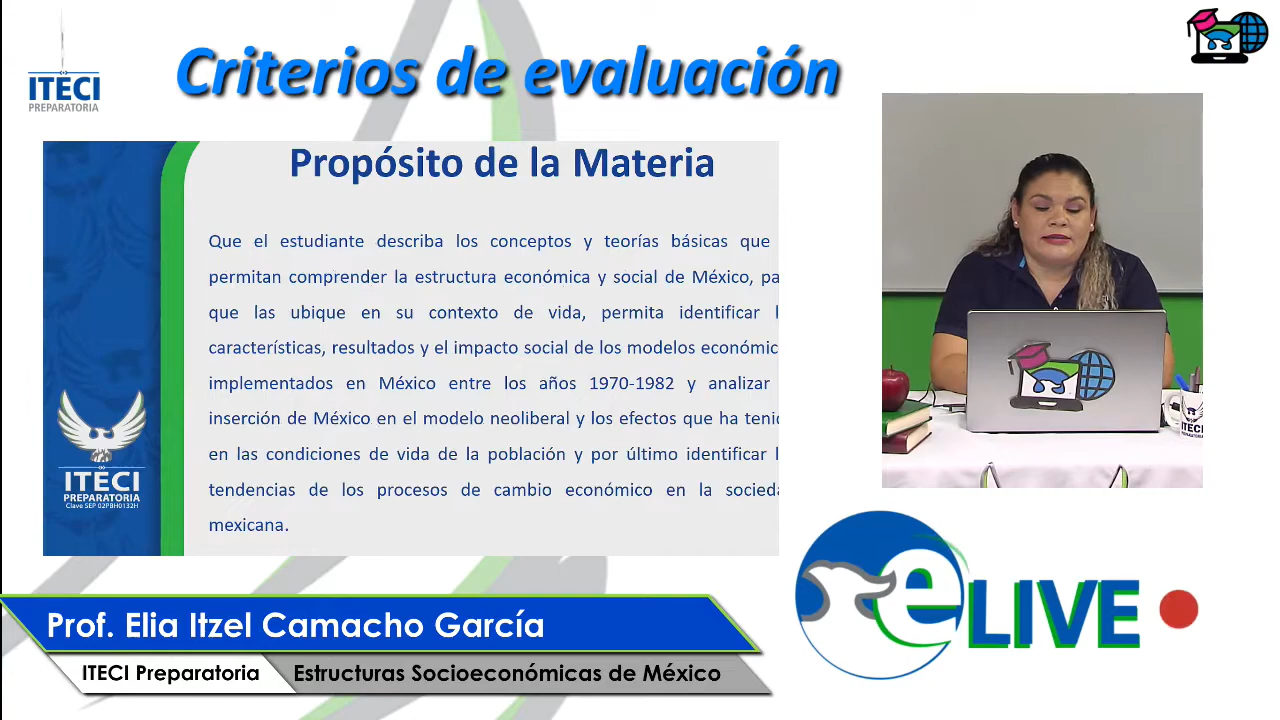 ITECI
PREPARATORIA
Criterios de evaluación
Propósito de la Materia
Que el estudiante describa los conceptos y teorías básicas que
permitan comprender la estructura económica y social de México, pa
que las ubique en su contexto de vida, permita identificar l
características, resultados y el impacto social de los modelos económic
implementados en México entre los años 1970-1982 y analizar
inserción de México en el modelo neoliberal y los efectos que ha tenic
en las condiciones de vida de la población y por último identificar l
tendencias de los procesos de cambio económico en la socieda
mexicana.
ITECI
PREPARATORIA
Clave SEP 02PBH0132H
ITECI
PREPARATORIA
e LIVE
Prof. Elia Itzel Camacho García
ITECI Preparatoria
Estructuras Socioeconómicas de México